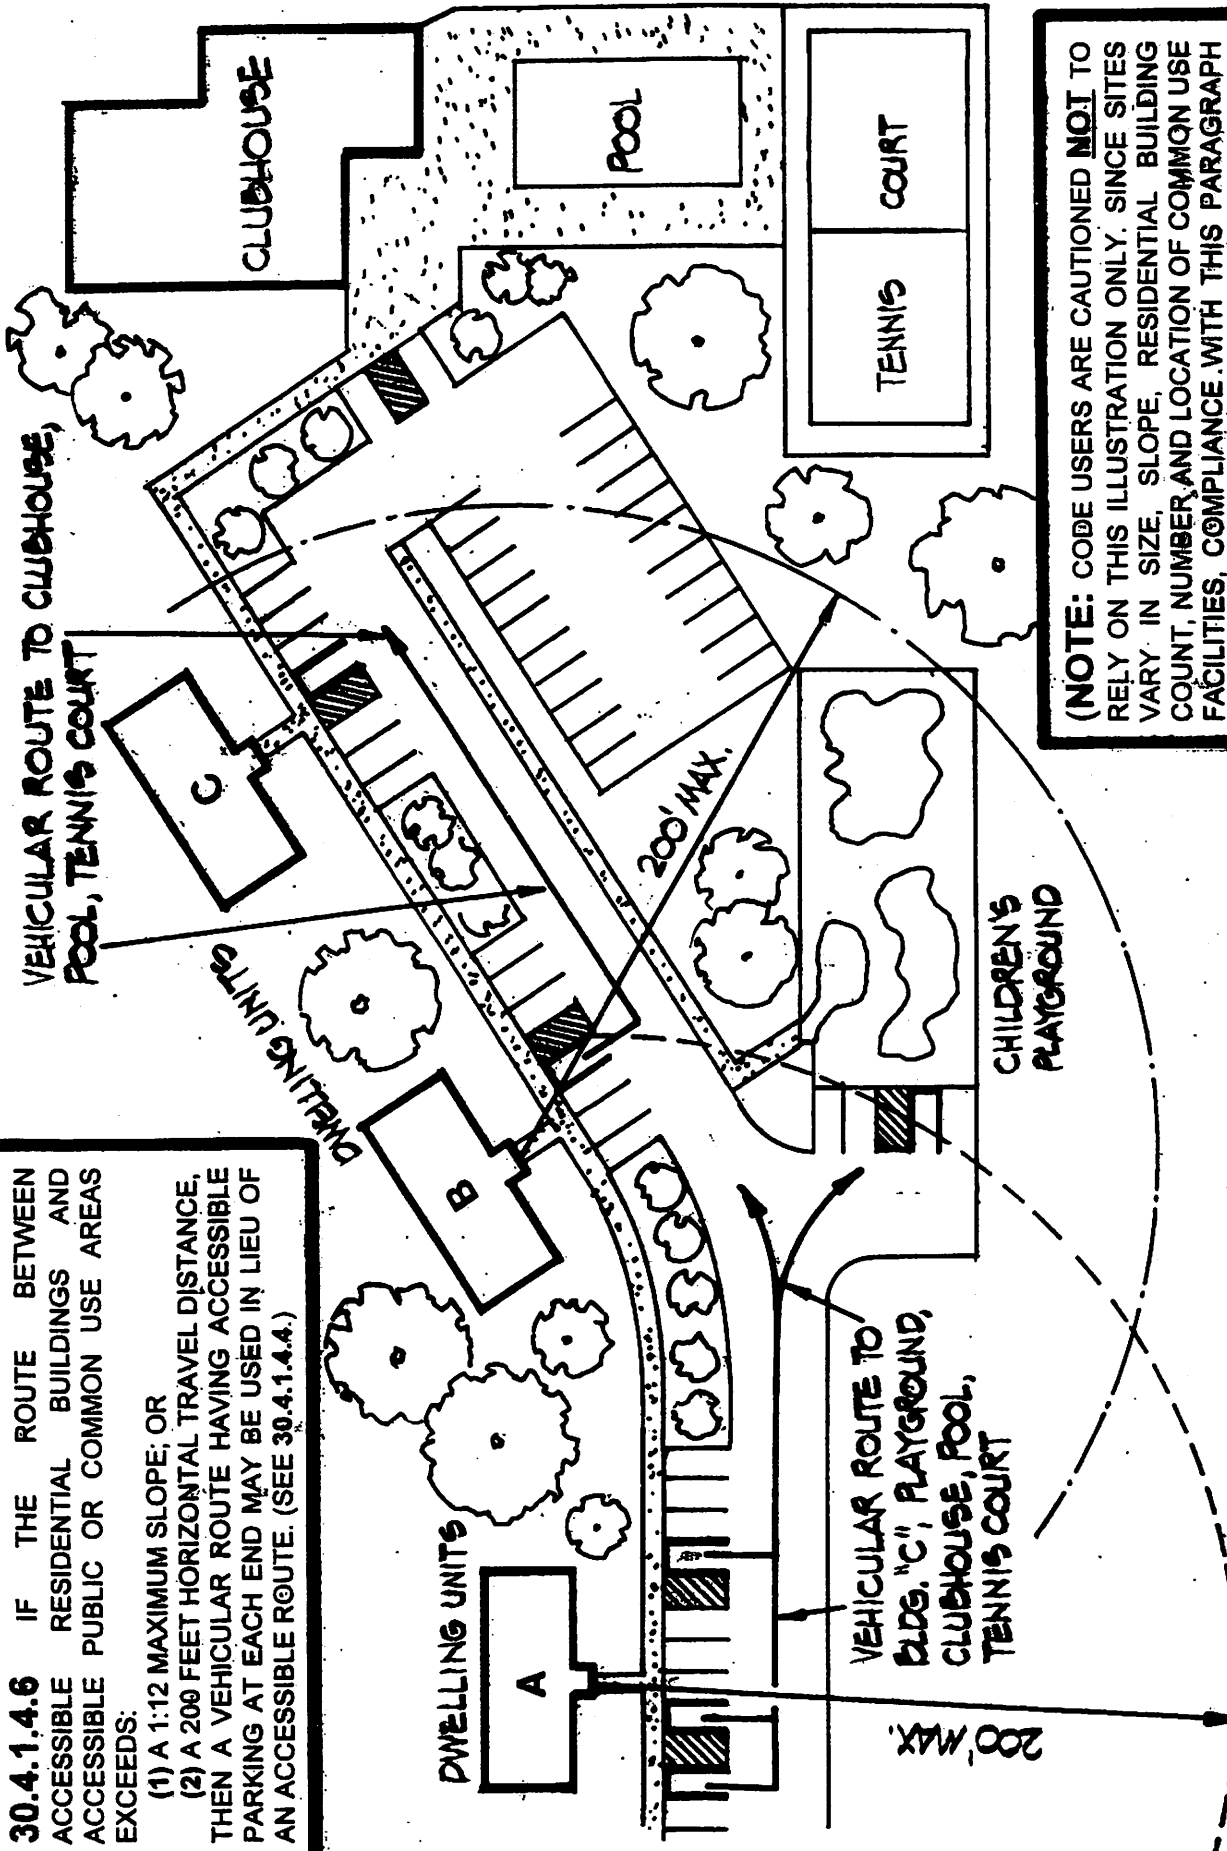 30.4.1.4.6 IF THE ROUTE BETWEEN
ACCESSIBLE RESIDENTIAL BUILDINGS AND
ACCESSIBLE PUBLIC OR COMMON USE AREAS
EXCEEDS:
(1) A 1:12 MAXIMUM SLOPE; OR
(2) A 200 FEET HORIZONTAL TRAVEL DISTANCE,
THEN A VEHICULAR ROUTE HAVING ACCESSIBLE
PARKING AT EACH END MAY BE USED IN LIEU OF
AN ACCESSIBLE ROUTE. (SEE 30.4.1.4.4.)
VEHICULAR ROUTE TO CLUBHOUSE,
POOL, TENNIS COURT
CLUBHOUSE
POOL
TENNIS COURT
C
DWELLING UNITS
B
200' MAX.
DWELLING UNITS
A
CHILDREN'S
PLAYGROUND
VEHICULAR ROUTE TO
BLDG. "C", PLAYGROUND,
CLUBHOUSE, POOL,
TENNIS COURT
200' MAX.
(NOTE: CODE USERS ARE CAUTIONED NOT TO
RELY ON THIS ILLUSTRATION ONLY. SINCE SITES
VARY IN SIZE, SLOPE, RESIDENTIAL BUILDING
COUNT, NUMBER AND LOCATION OF COMMON USE
FACILITIES, COMPLIANCE WITH THIS PARAGRAPH